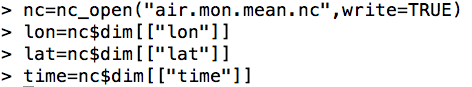 > nc=nc_open("air.mon.mean.nc",write=TRUE)
> lon=nc$dim[["lon"]]
> lat=nc$dim[["lat"]]
> time=nc$dim[["time"]]